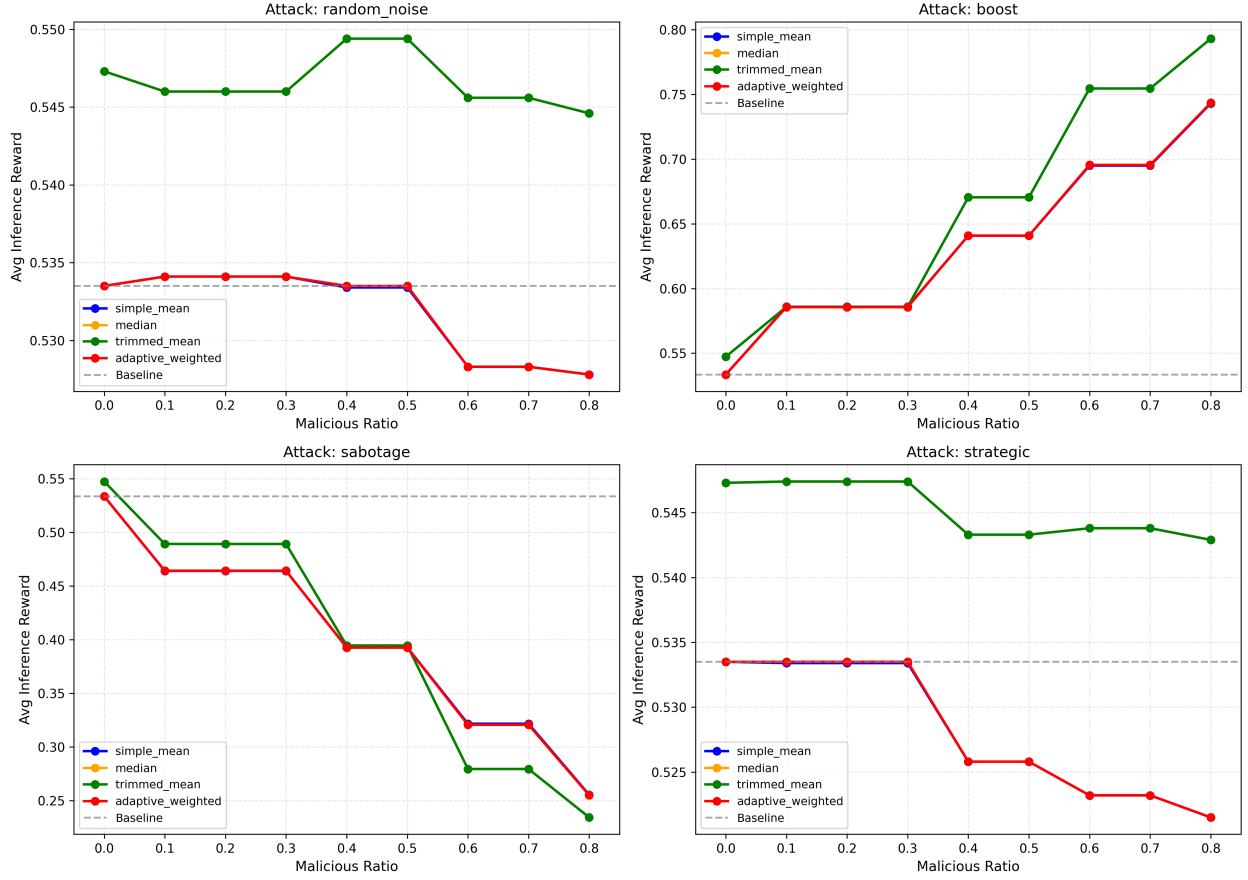 Attack: random_noise
Avg Inference Reward
0.550
0.545
0.540
0.535
0.530
simple_mean
median
trimmed_mean
adaptive_weighted
Baseline
0.0 0.1 0.2 0.3 0.4 0.5 0.6 0.7 0.8
Malicious Ratio
Attack: boost
Avg Inference Reward
0.80
0.75
0.70
0.65
0.60
0.55
simple_mean
median
trimmed_mean
adaptive_weighted
Baseline
0.0 0.1 0.2 0.3 0.4 0.5 0.6 0.7 0.8
Malicious Ratio
Attack: sabotage
Avg Inference Reward
0.55
0.50
0.45
0.40
0.35
0.30
0.25
simple_mean
median
trimmed_mean
adaptive_weighted
Baseline
0.0 0.1 0.2 0.3 0.4 0.5 0.6 0.7 0.8
Malicious Ratio
Attack: strategic
Avg Inference Reward
0.545
0.540
0.535
0.530
0.525
simple_mean
median
trimmed_mean
adaptive_weighted
Baseline
0.0 0.1 0.2 0.3 0.4 0.5 0.6 0.7 0.8
Malicious Ratio